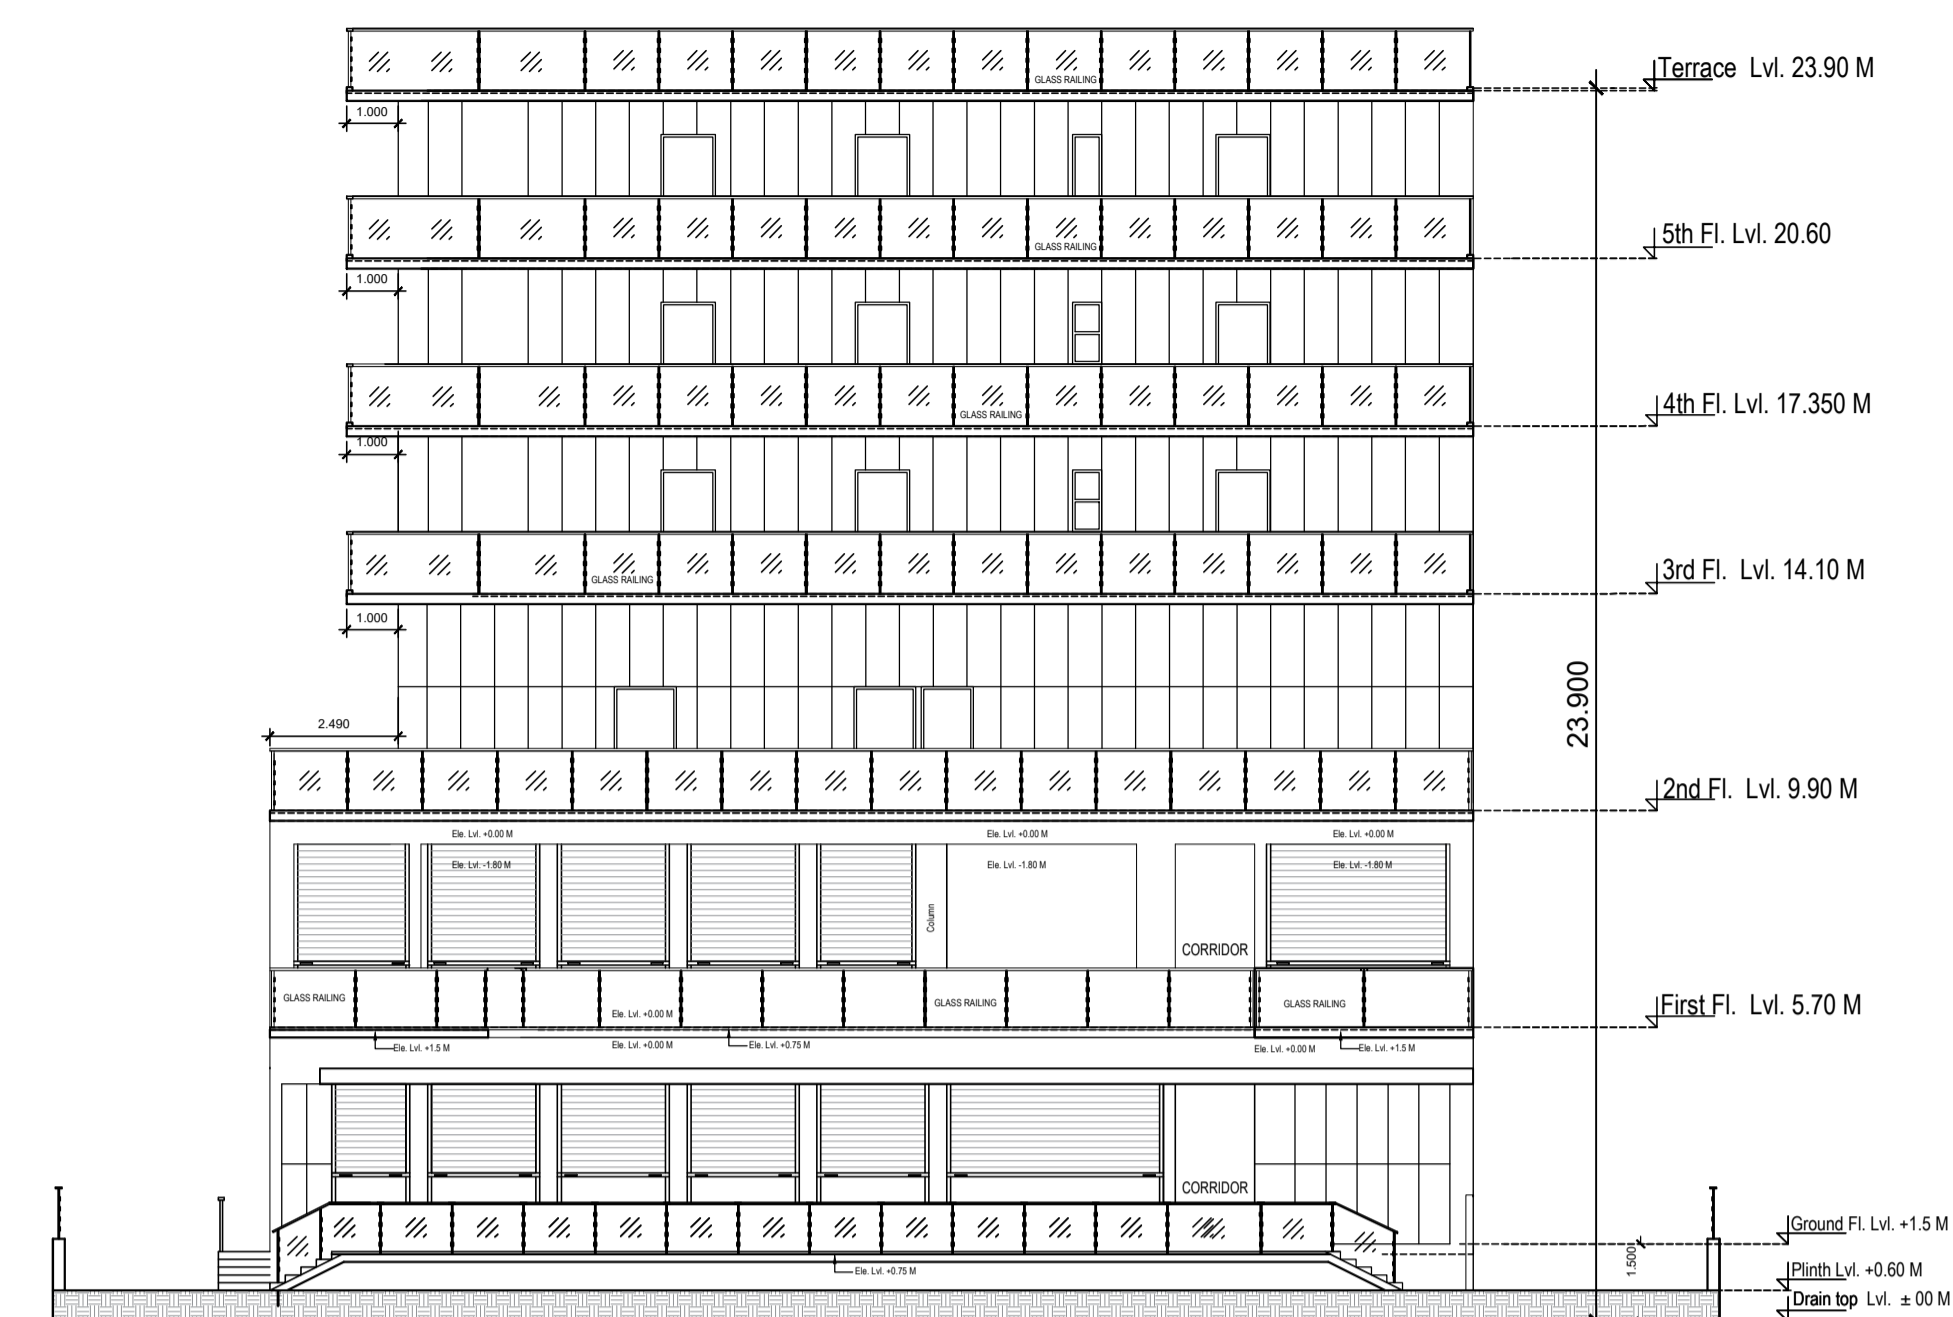 Terrace Lvl. 23.90 M
GLASS RAILING
1.000
5th Fl. Lvl. 20.60
GLASS RAILING
1.000
4th Fl. Lvl. 17.350 M
GLASS RAILING
1.000
3rd Fl. Lvl. 14.10 M
GLASS RAILING
1.000
23.900
2.490
2nd Fl. Lvl. 9.90 M
Ele. Lvl. +0.00 M Ele. Lvl. +0.00 M Ele. Lvl. +0.00 M
Ele. Lvl. -1.80 M Ele. Lvl. -1.80 M Ele. Lvl. -1.80 M
Column
CORRIDOR
GLASS RAILING GLASS RAILING GLASS RAILING
First Fl. Lvl. 5.70 M
Ele. Lvl. +0.00 M
Ele. Lvl. +1.5 M Ele. Lvl. +0.00 M Ele. Lvl. +0.75 M Ele. Lvl. +0.00 M Ele. Lvl. +1.5 M
CORRIDOR
Ground Fl. Lvl. +1.5 M
1.500
Ele. Lvl. +0.75 M
Plinth Lvl. +0.60 M
Drain top Lvl. ± 00 M